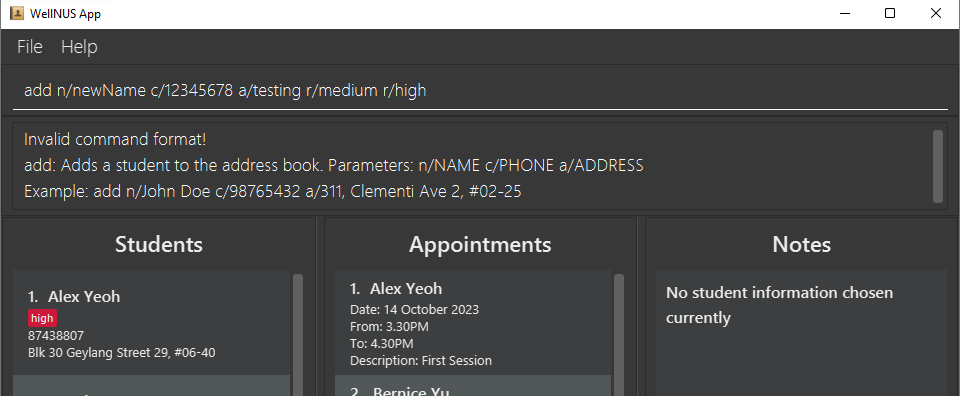 WellNUS App
File Help
add n/newName c/12345678 a/testing r/medium r/high
Invalid command format!
add: Adds a student to the address book. Parameters: n/NAME c/PHONE a/ADDRESS
Example: add n/John Doe c/98765432 a/311, Clementi Ave 2, #02-25
Students
1. Alex Yeoh
high
87438807
Blk 30 Geylang Street 29, #06-40
Appointments
1. Alex Yeoh
Date: 14 October 2023
From: 3.30PM
To: 4.30PM
Description: First Session
2. Bernice Yu
Notes
No student information chosen
currently